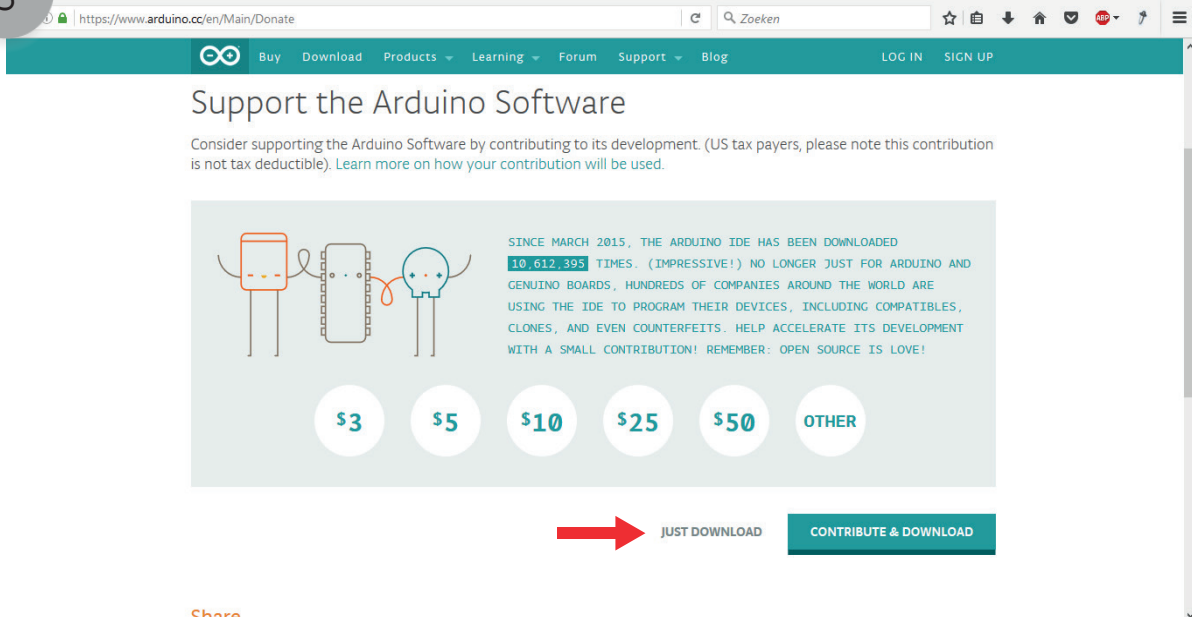 https://www.arduino.cc/en/Main/Donate
Zoeken
ABP
Buy Download Products Learning Forum Support Blog LOG IN SIGN UP
Support the Arduino Software
Consider supporting the Arduino Software by contributing to its development. (US tax payers, please note this contribution
is not tax deductible). Learn more on how your contribution will be used.
SINCE MARCH 2015, THE ARDUINO IDE HAS BEEN DOWNLOADED
10,612,395 TIMES. (IMPRESSIVE!) NO LONGER JUST FOR ARDUINO AND
GENUINO BOARDS, HUNDREDS OF COMPANIES AROUND THE WORLD ARE
USING THE IDE TO PROGRAM THEIR DEVICES, INCLUDING COMPATIBLES,
CLONES, AND EVEN COUNTERFEITS. HELP ACCELERATE ITS DEVELOPMENT
WITH A SMALL CONTRIBUTION! REMEMBER: OPEN SOURCE IS LOVE!
$3 $5 $10 $25 $50 OTHER
JUST DOWNLOAD CONTRIBUTE & DOWNLOAD
Share